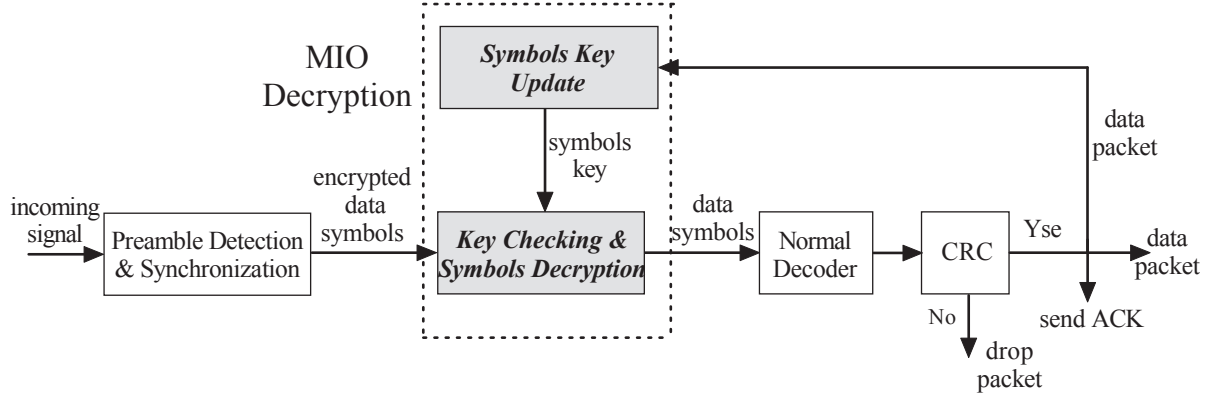 MIO
Decryption
Symbols Key
Update
symbols
key
data
packet
incoming
signal
Preamble Detection
& Synchronization
encrypted
data
symbols
Key Checking &
Symbols Decryption
data
symbols
Normal
Decoder
CRC
Yse
data
packet
No
send ACK
drop
packet